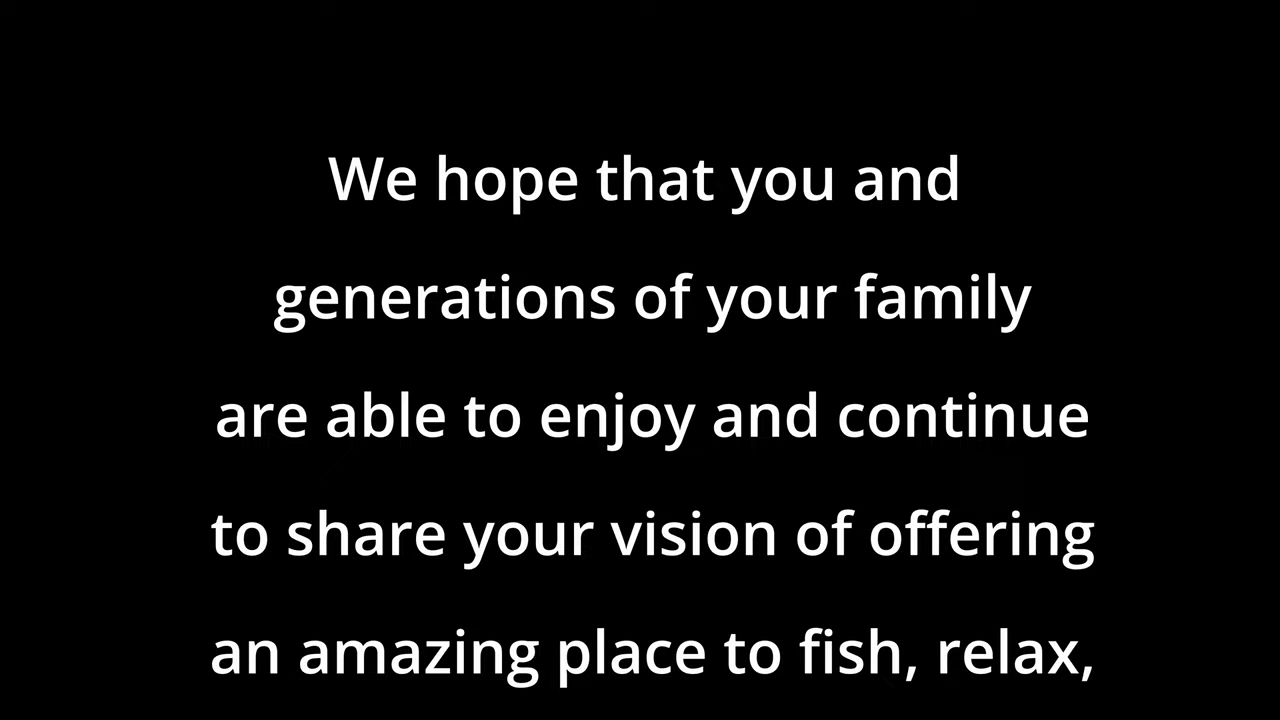 We hope that you and
generations of your family
are able to enjoy and continue
to share your vision of offering
an amazing place to fish, relax,